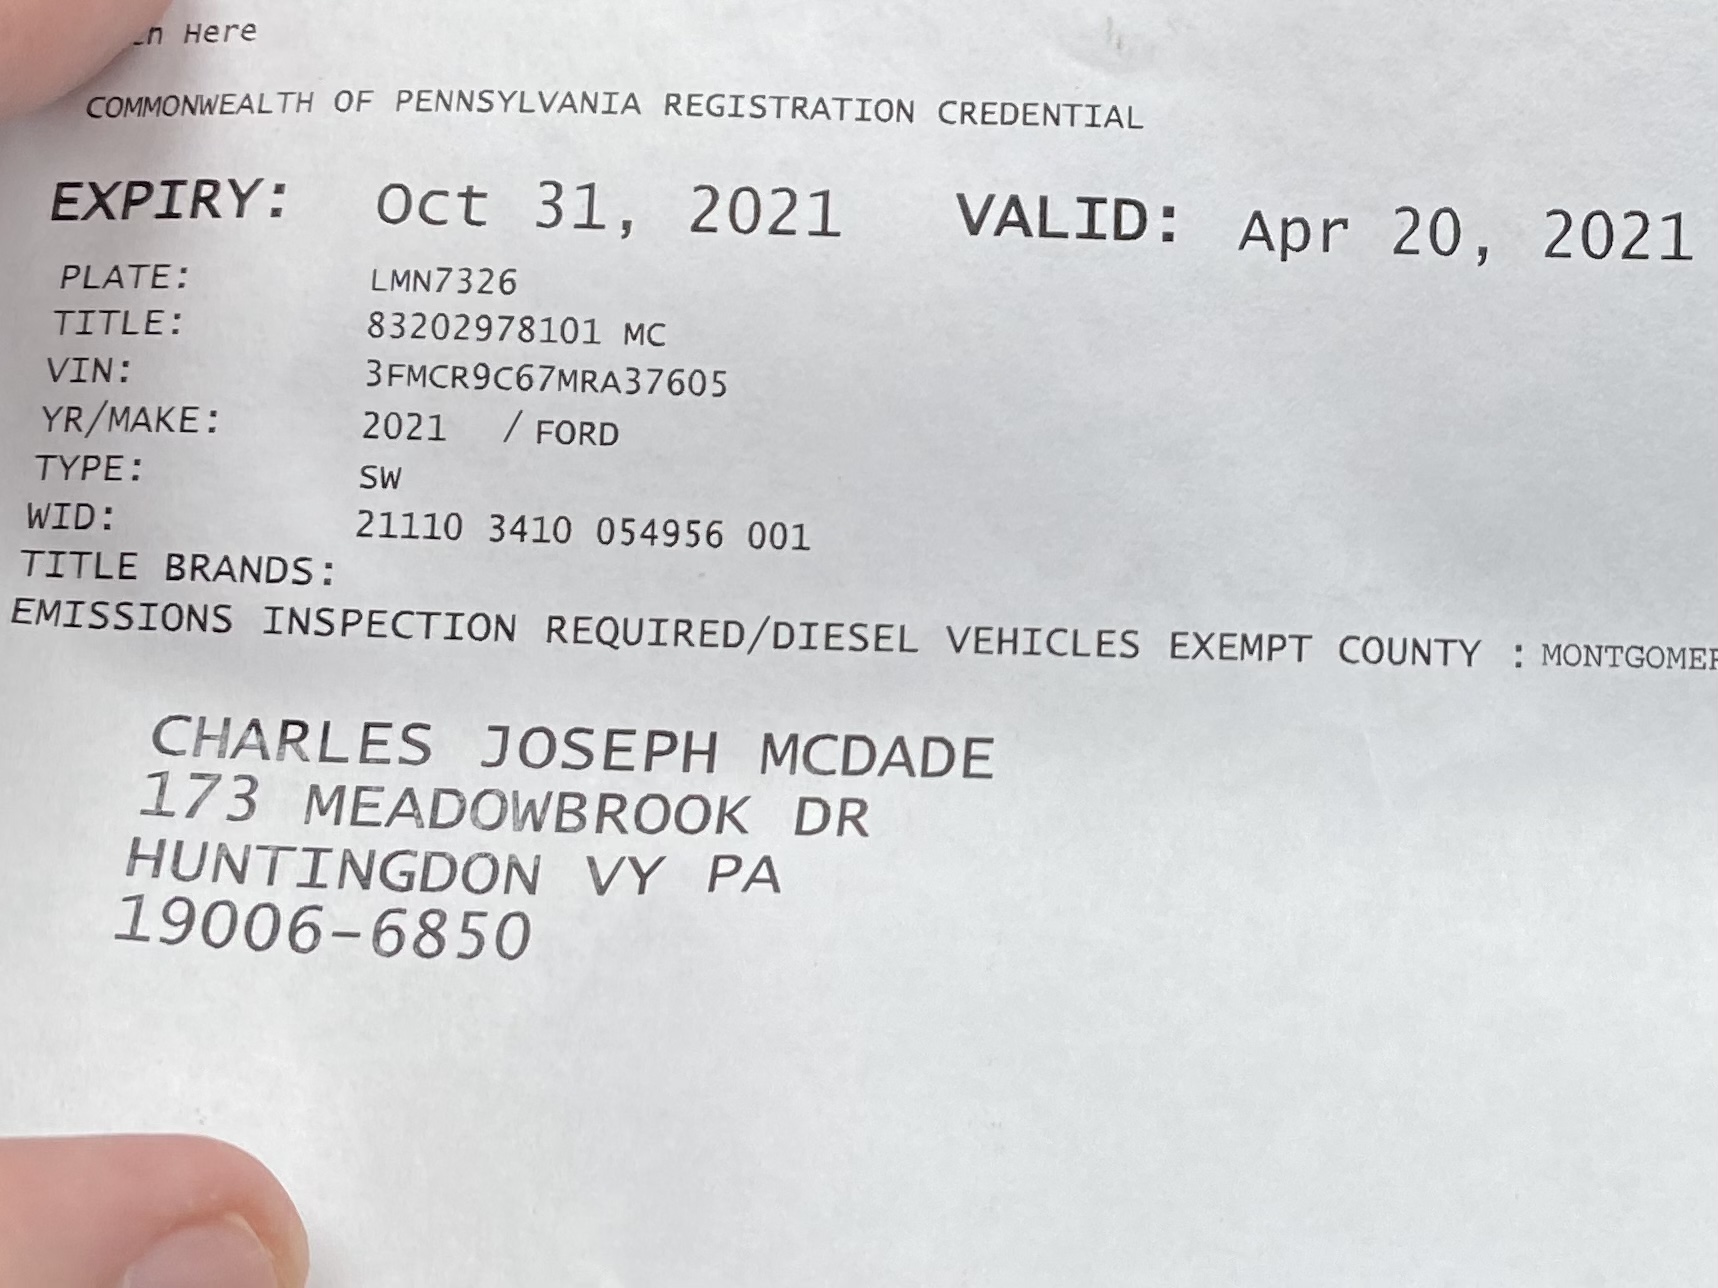 Here
COMMONWEALTH OF PENNSYLVANIA REGISTRATION CREDENTIAL
EXPIRY: Oct 31, 2021 VALID: Apr 20, 2021
PLATE: LMN7326
TITLE: 83202978101 MC
VIN: 3FMCR9C67MRA37605
YR/MAKE: 2021 / FORD
TYPE: SW
WID: 21110 3410 054956 001
TITLE BRANDS:
EMISSIONS INSPECTION REQUIRED/DIESEL VEHICLES EXEMPT COUNTY : MONTGOMER
CHARLES JOSEPH MCDADE
173 MEADOWBROOK DR
HUNTINGDON VY PA
19006-6850